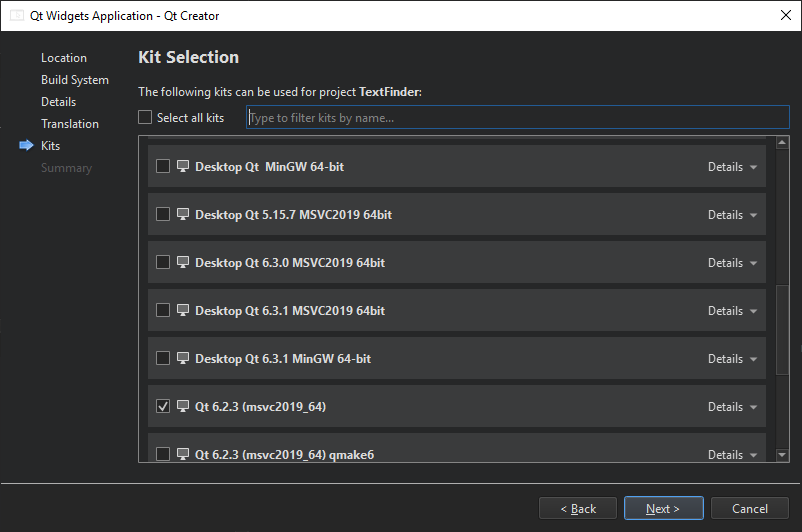 Qt Widgets Application - Qt Creator
Location
Build System
Details
Translation
Kits
Summary
Kit Selection
The following kits can be used for project TextFinder:
Select all kits
Type to filter kits by name...
Desktop Qt MinGW 64-bit Details
Desktop Qt 5.15.7 MSVC2019 64bit Details
Desktop Qt 6.3.0 MSVC2019 64bit Details
Desktop Qt 6.3.1 MSVC2019 64bit Details
Desktop Qt 6.3.1 MinGW 64-bit Details
Qt 6.2.3 (msvc2019_64) Details
Qt 6.2.3 (msvc2019_64) qmake6 Details
< Back Next > Cancel